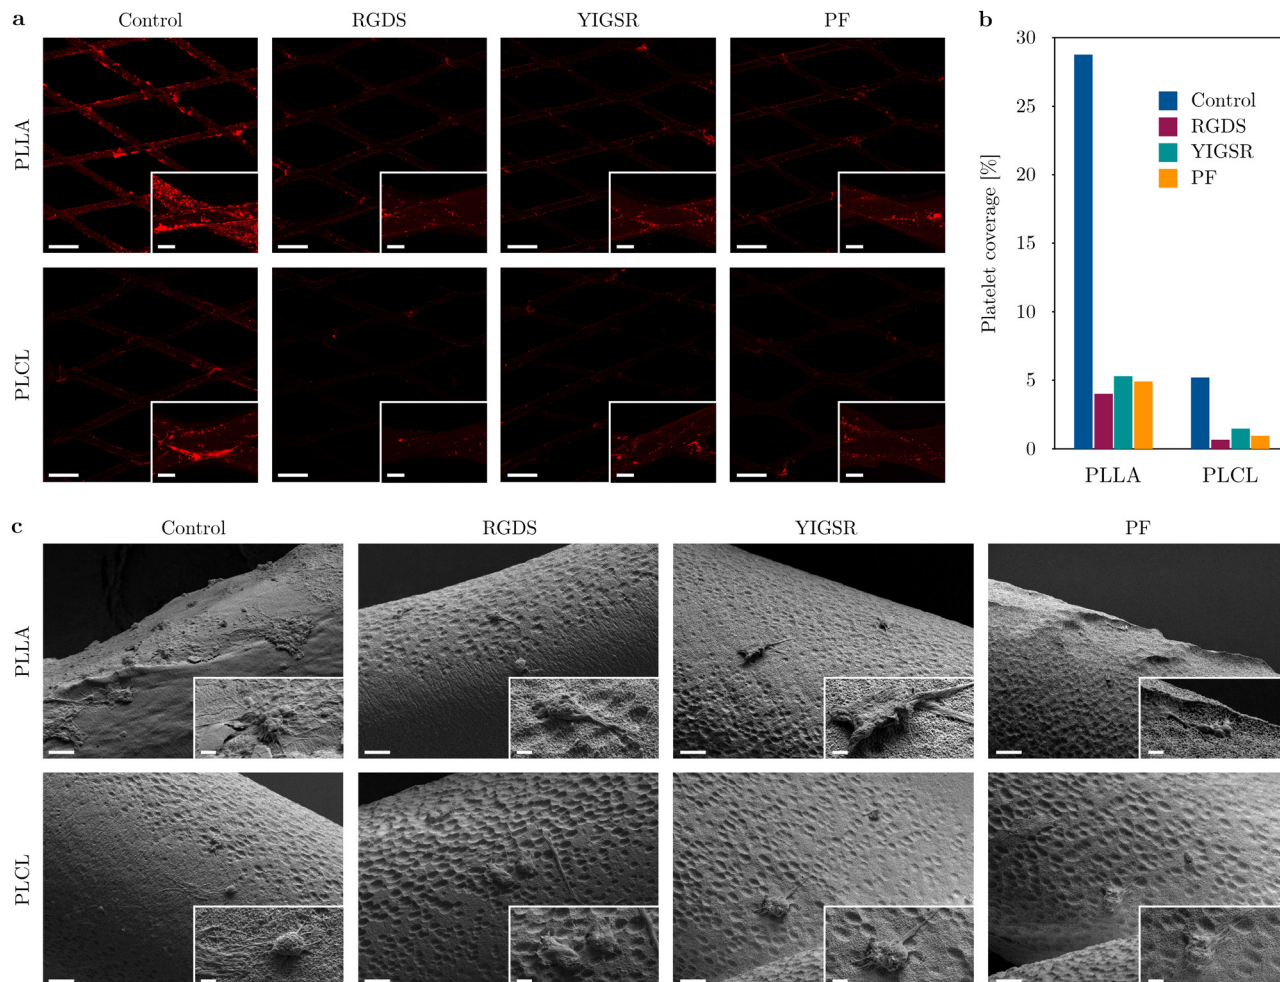 a
Control RGDS YIGSR PF
PLLA
PLCL
b
30
25
20
15
10
5
0
Platelet coverage [%]
Control
RGDS
YIGSR
PF
PLLA PLCL
c
Control RGDS YIGSR PF
PLLA
PLCL